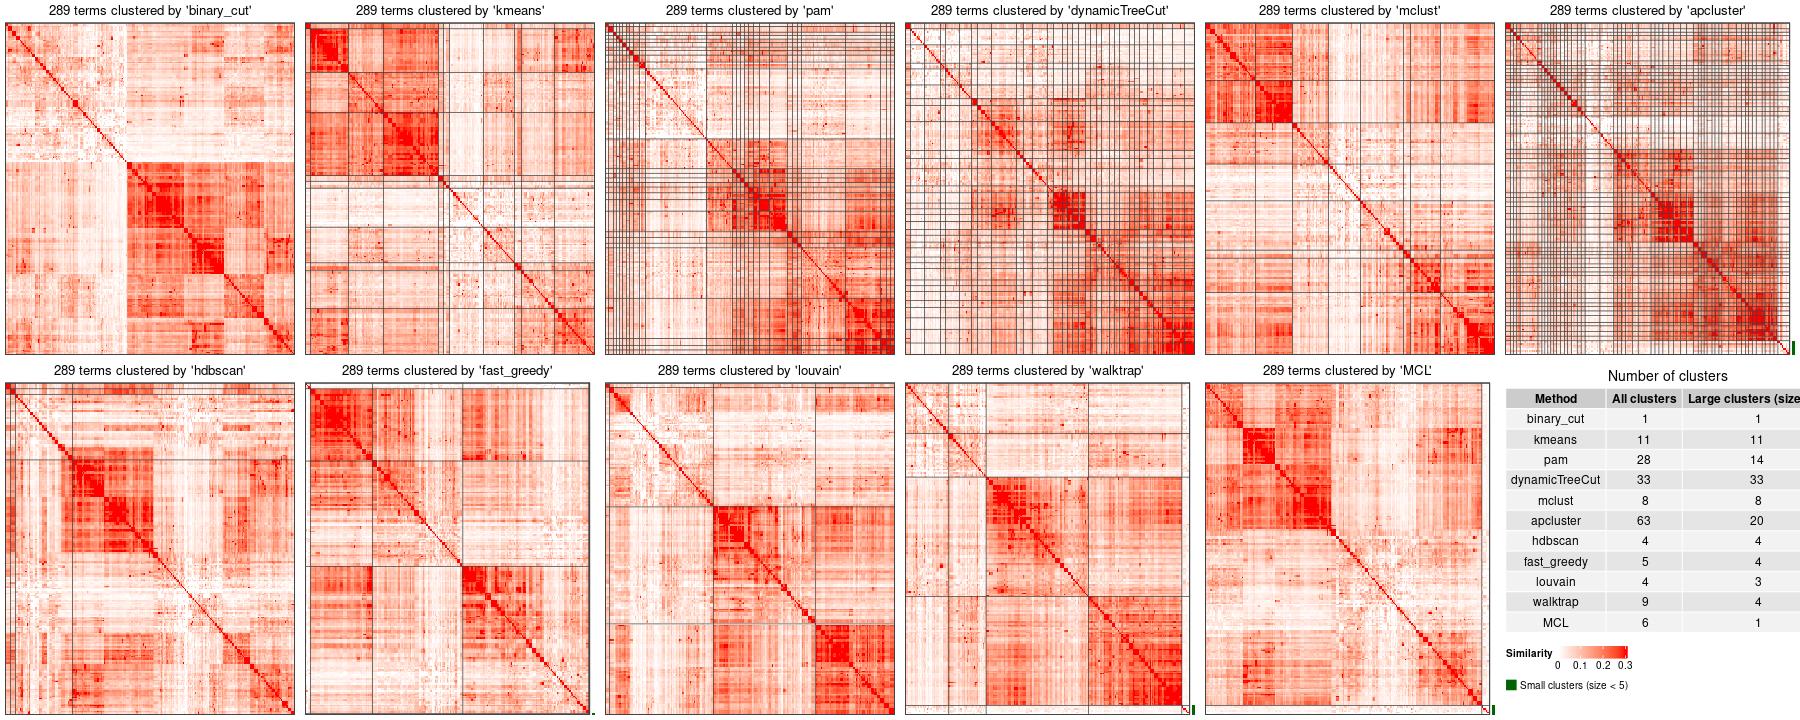 289 terms clustered by 'binary_cut'
289 terms clustered by 'kmeans'
289 terms clustered by 'pam'
289 terms clustered by 'dynamicTreeCut'
289 terms clustered by 'mclust'
289 terms clustered by 'apcluster'
289 terms clustered by 'hdbscan'
289 terms clustered by 'fast_greedy'
289 terms clustered by 'louvain'
289 terms clustered by 'walktrap'
289 terms clustered by 'MCL'
Number of clusters
Method All clusters Large clusters (size
binary_cut 1 1
kmeans 11 11
pam 28 14
dynamicTreeCut 33 33
mclust 8 8
apcluster 63 20
hdbscan 4 4
fast_greedy 5 4
louvain 4 3
walktrap 9 4
MCL 6 1
Similarity
0 0.1 0.2 0.3
Small clusters (size < 5)